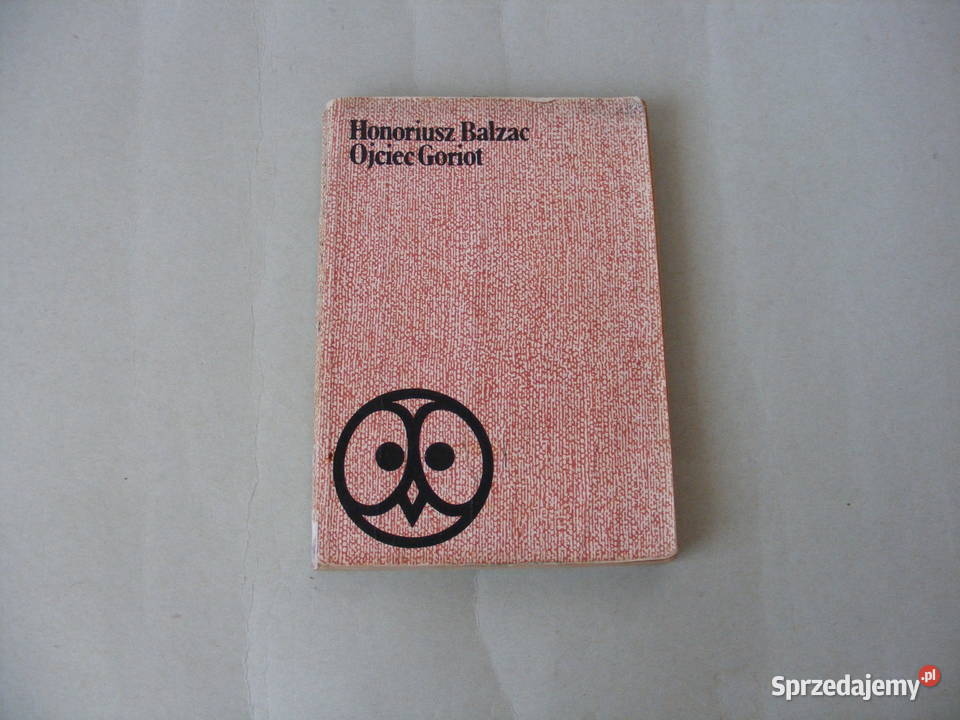 Honoriusz Balzac
Ojciec Goriot
Sprzedajemy.pl